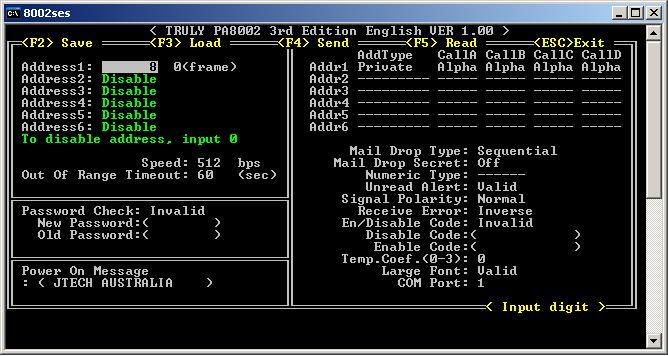 8002ses
< TRULY PA8002 3rd Edition English VER 1.00 >
<F2> Save <F3> Load <F4> Send <F5> Read <ESC>Exit
Address1: 8 0(frame)
Address2: Disable
Address3: Disable
Address4: Disable
Address5: Disable
Address6: Disable
To disable address, input 0
Speed: 512 bps
Out Of Range Timeout: 60 (sec)
Password Check: Invalid
New Password:( )
Old Password:( )
Power On Message
: ( JTECH AUSTRALIA )
AddType CallA CallB CallC CallD
Addr1 Private Alpha Alpha Alpha Alpha
Addr2 -------- ----- ----- ----- -----
Addr3 -------- ----- ----- ----- -----
Addr4 -------- ----- ----- ----- -----
Addr5 -------- ----- ----- ----- -----
Addr6 -------- ----- ----- ----- -----
Mail Drop Type: Sequential
Mail Drop Secret: Off
Numeric Type: ------
Unread Alert: Valid
Signal Polarity: Normal
Receive Error: Inverse
En/Disable Code: Invalid
Disable Code:( )
Enable Code:( )
Temp.Coef.(0-3): 0
Large Font: Valid
COM Port: 1
< Input digit >